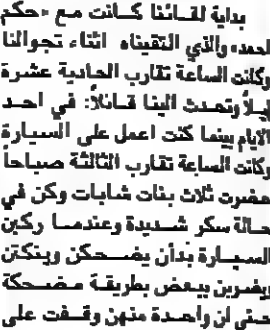 بداية لقائنا كانت مع «حكم
احمد» والذي التقيناه اثناء تجوالنا
وكانت الساعة تقارب الحادية عشرة
ليلاً وتحدث الينا قائلاً: في احد
الايام بينما كنت اعمل على السيارة
وكانت الساعة تقارب الثالثة صباحاً
حضرت ثلاث بنات شابات وكن في
حالة سكر شديدة وعندما ركبن
السيارة بدأن يضحكن وينكتن
ويضربن ببعض بطريقة مضحكة
حتى ان واحدة منهن وقفت على